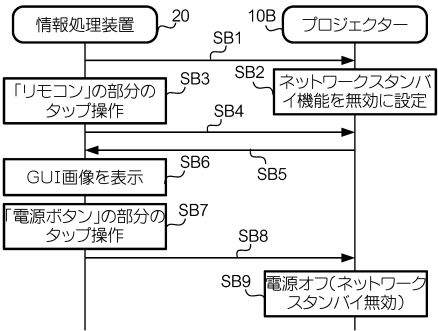 情報処理装置
20
10B
プロジェクター
SB1
SB2
ネットワークスタンバ
イ機能を無効に設定
SB3
「リモコン」の部分の
タップ操作
SB4
SB5
SB6
GUI画像を表示
SB7
「電源ボタン」の部分の
タップ操作
SB8
SB9
電源オフ(ネットワーク
スタンバイ無効)